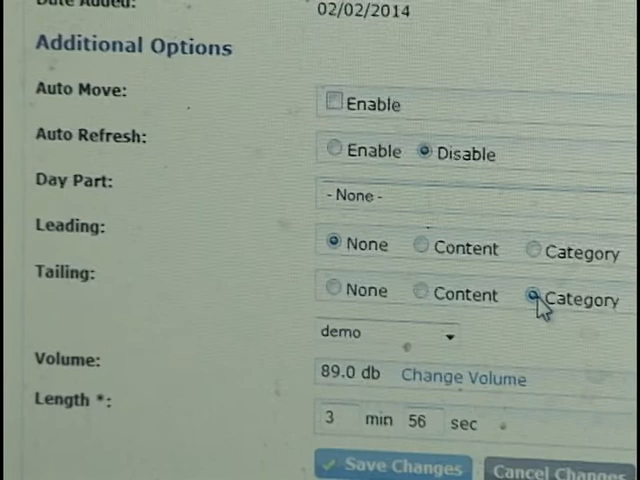 Date Added:
02/02/2014
Additional Options
Auto Move:
Enable
Auto Refresh:
Enable Disable
Day Part:
- None -
Leading:
None Content Category
Tailing:
None Content Category
demo
Volume:
89.0 db Change Volume
Length *:
3 min 56 sec
Save Changes Cancel Changes